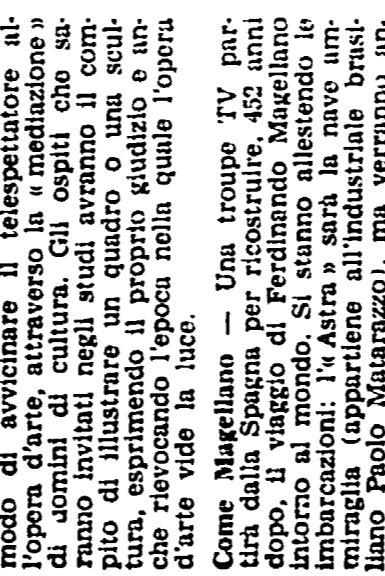 modo di avvicinare il telespettatore al-
l'opera d'arte, attraverso la « mediazione »
di uomini di cultura. Gli ospiti che sa-
ranno invitati negli studi avranno il com-
pito di illustrare un quadro o una scul-
tura, esprimendo il proprio giudizio e an-
che rievocando l'epoca nella quale l'opera
d'arte vide la luce.
Come Magellano — Una troupe TV par-
tirà dalla Spagna per ricostruire, 452 anni
dopo, il viaggio di Ferdinando Magellano
intorno al mondo. Si stanno allestendo le
imbarcazioni: l'« Astra » sarà la nave am-
miraglia (appartiene all'industriale brasi-
liano Paolo Matarazzo), ma verranno an-